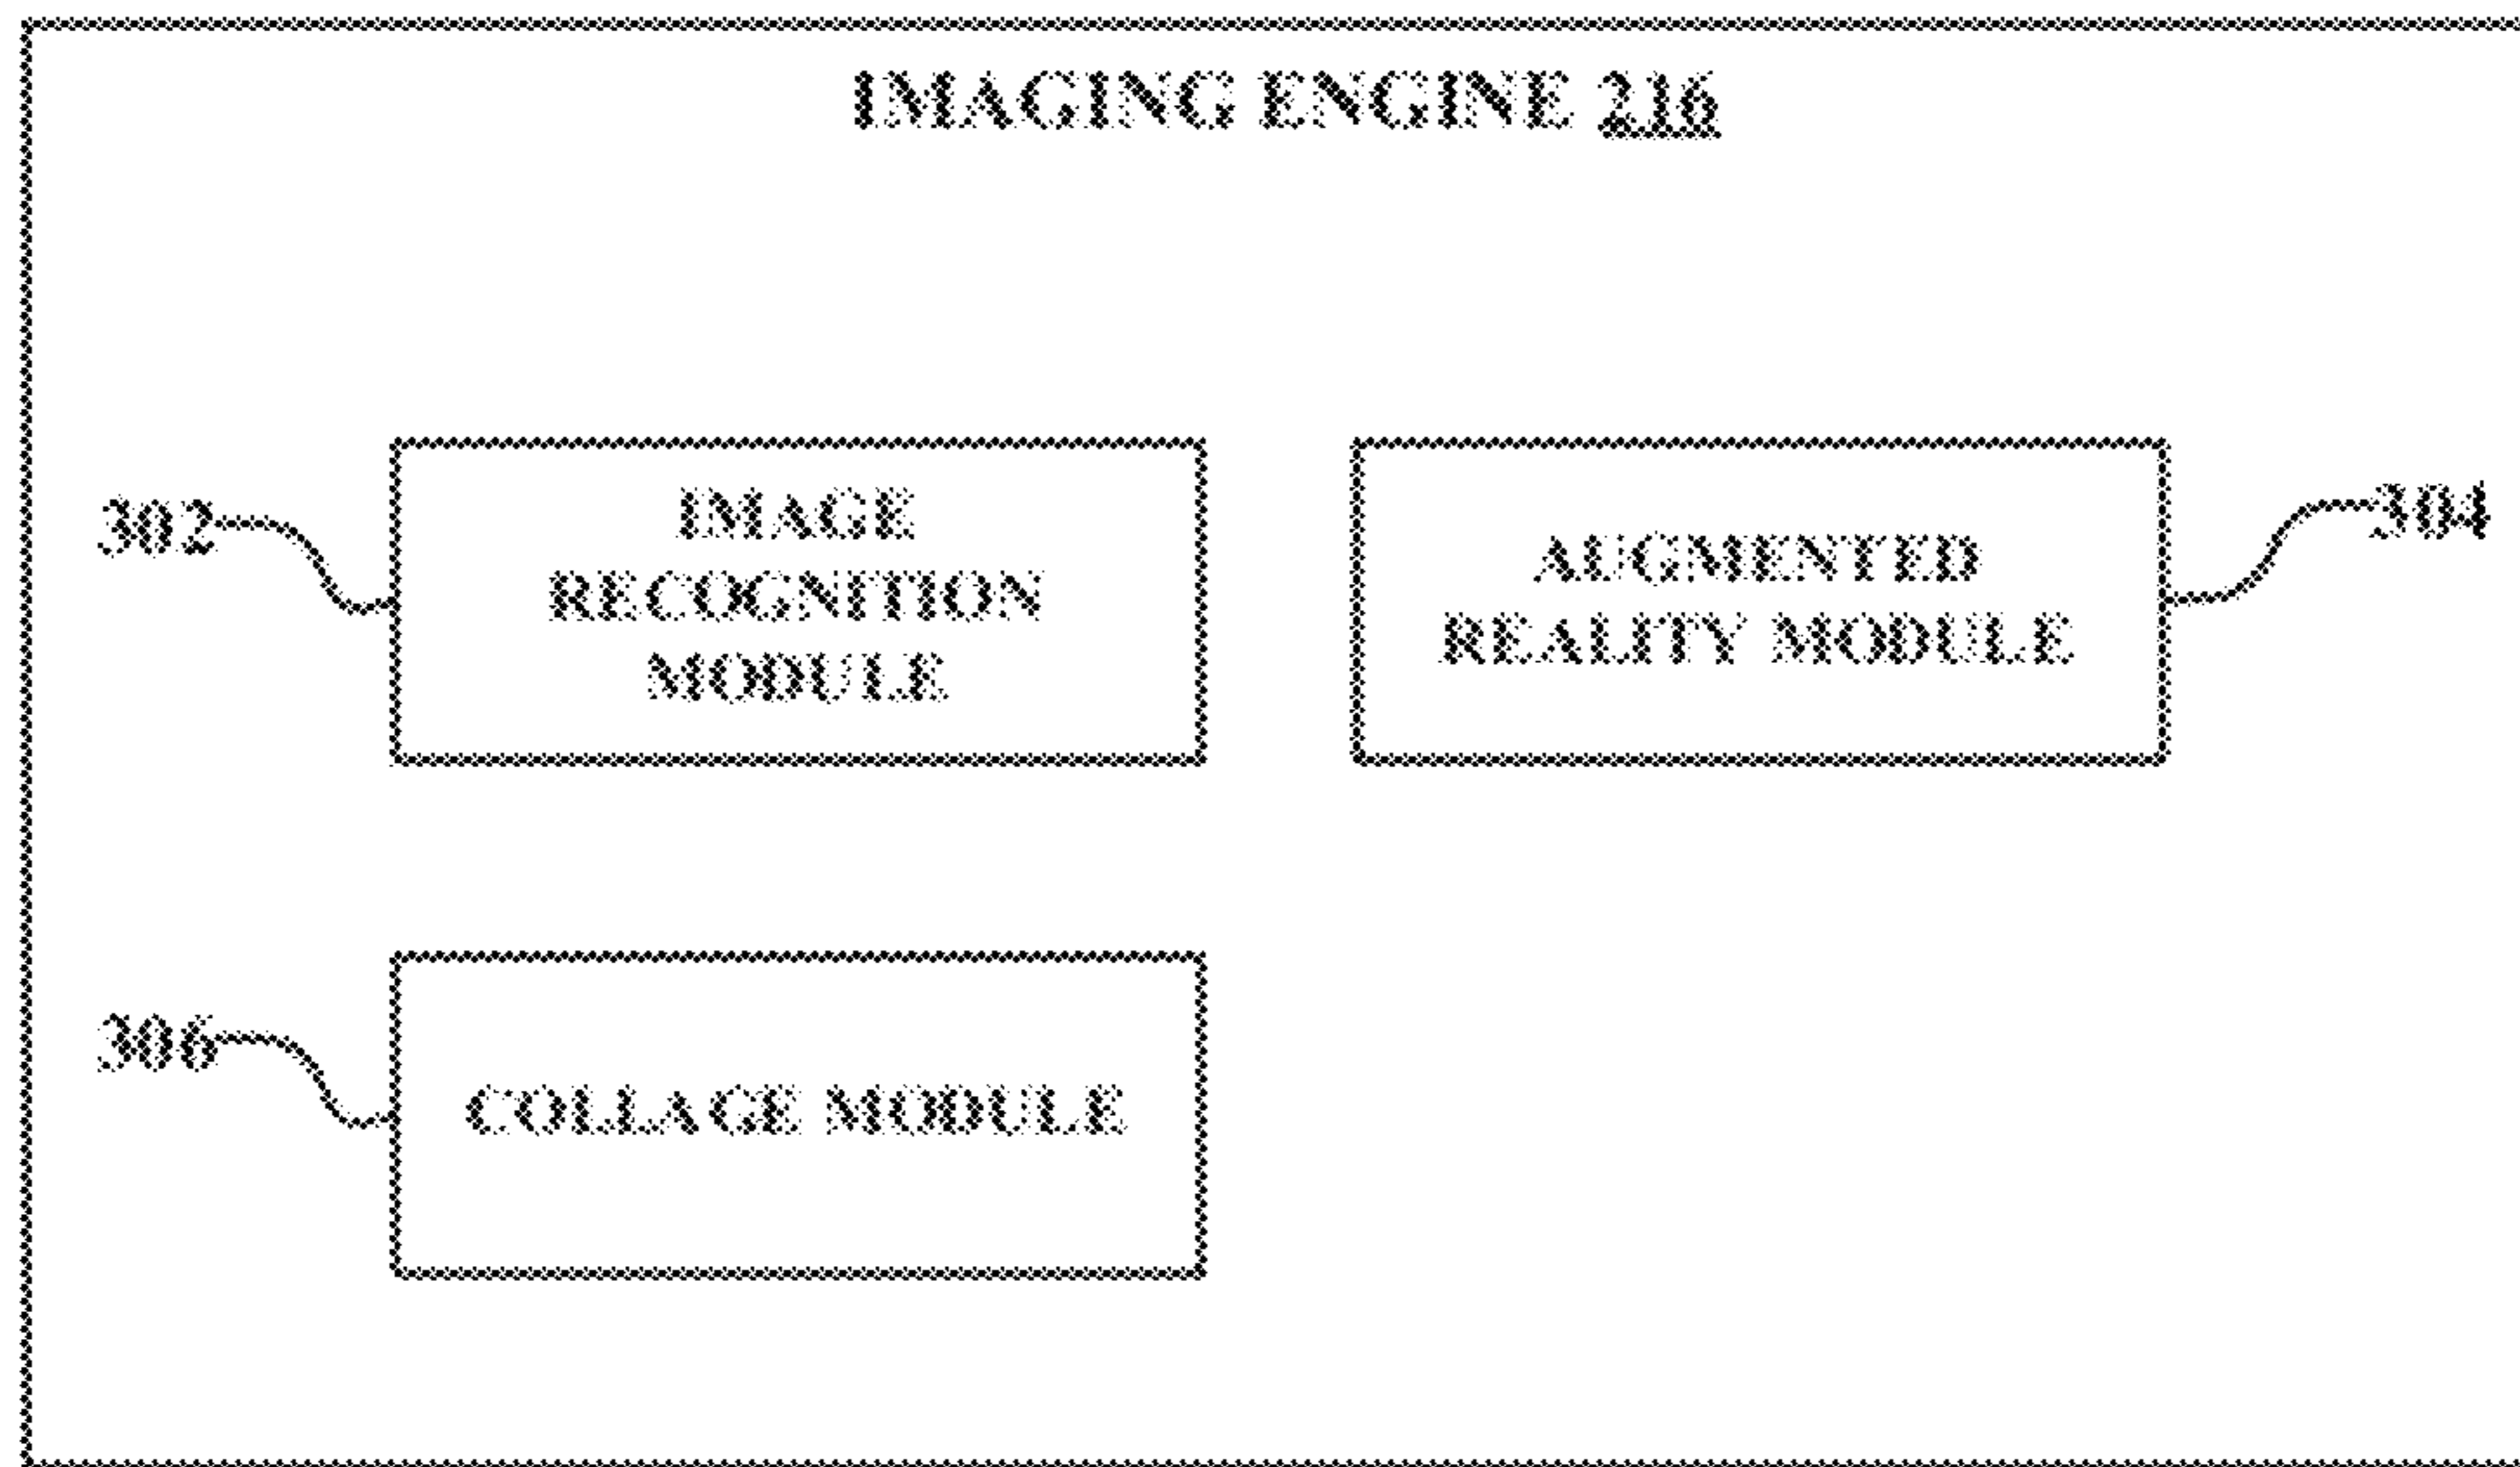 IMAGING ENGINE 216
302
IMAGE
RECOGNITION
MODULE
AUGMENTED
REALITY MODULE
304
306
COLLAGE MODULE